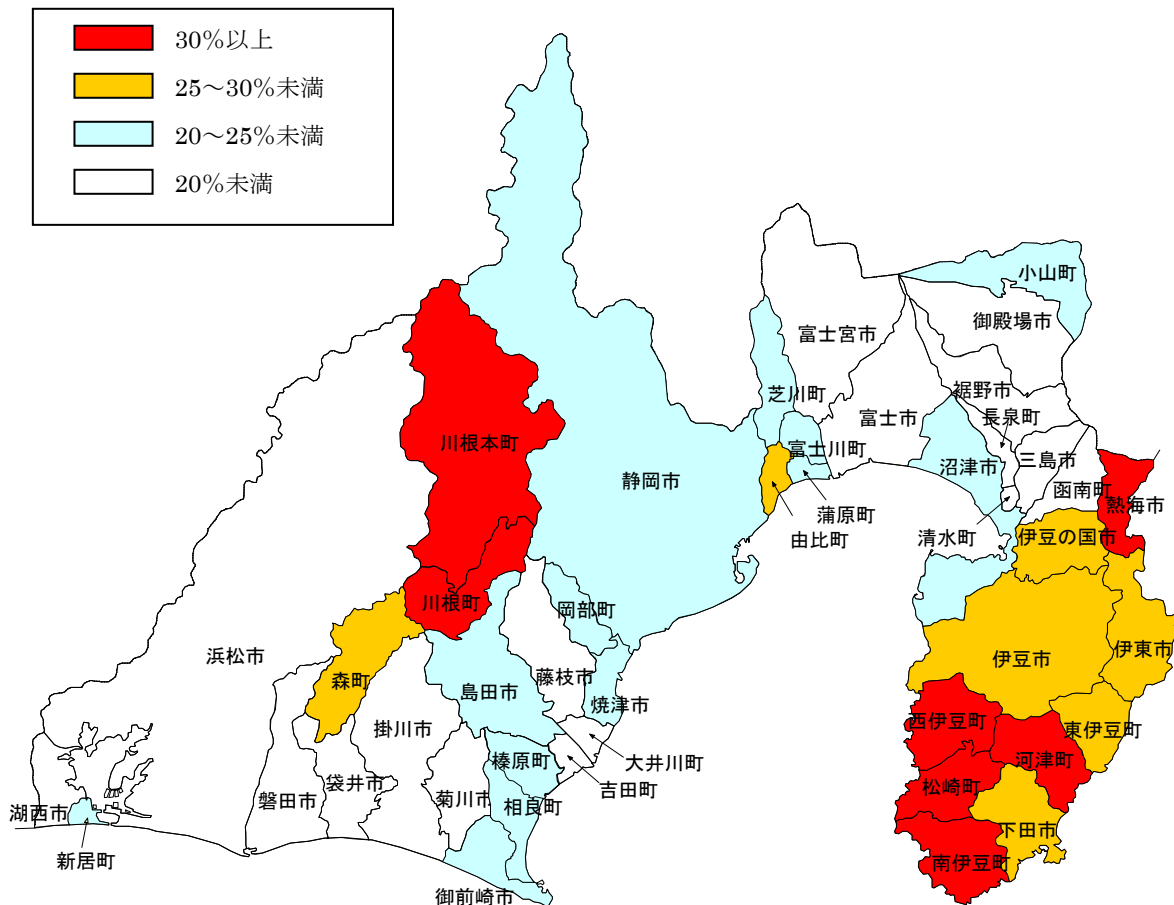 30%以上
25～30%未満
20～25%未満
20%未満
小山町
御殿場市
富士宮市
裾野市
芝川町
長泉町
富士市
富士川町
三島市
沼津市
川根本町
静岡市
函南町
熱海市
蒲原町
由比町
清水町
伊豆の国市
川根町
岡部町
浜松市
伊豆市
伊東市
森町
藤枝市
島田市
焼津市
掛川市
西伊豆町
東伊豆町
河津町
榛原町
大井川町
松崎町
袋井市
吉田町
磐田市
菊川市
相良町
湖西市
下田市
新居町
南伊豆町
御前崎市